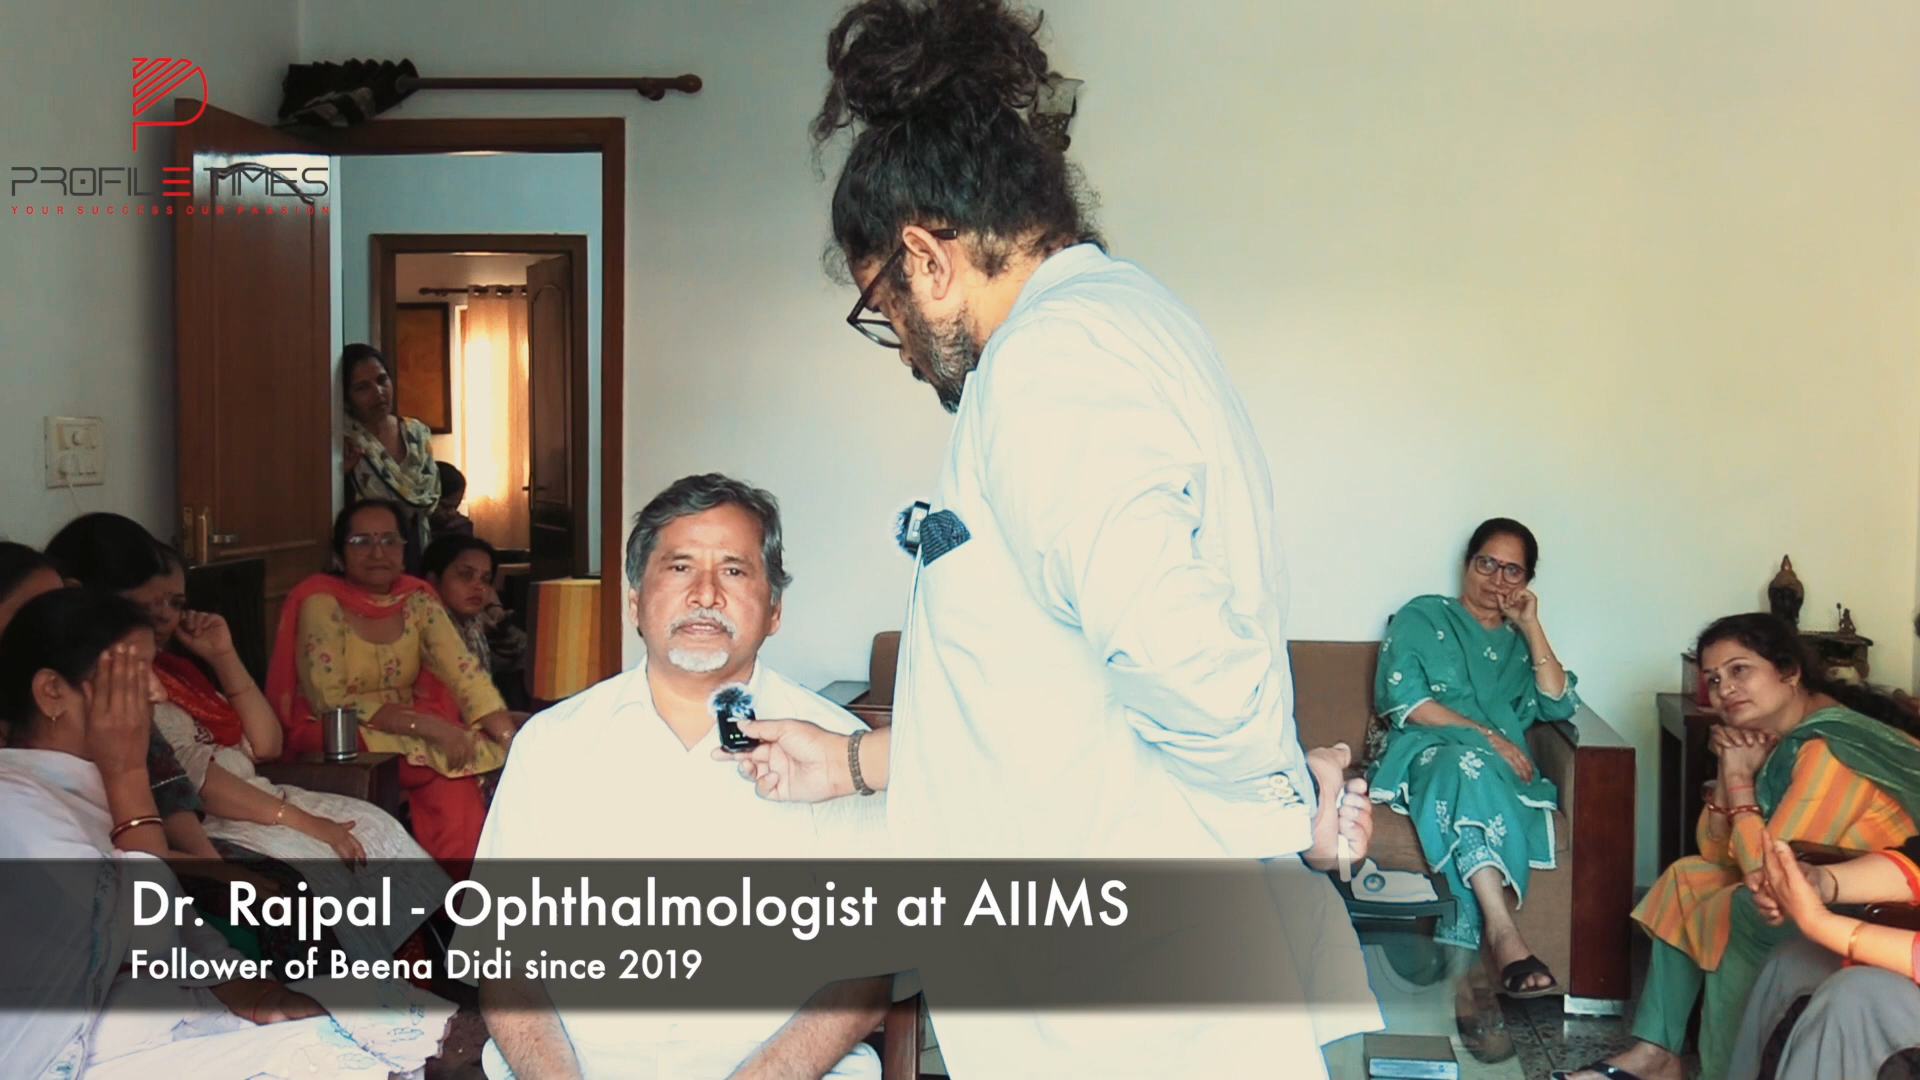 PROFILE TIMES
YOUR SUCCESS OUR PASSION
Dr. Rajpal - Ophthalmologist at AIIMS
Follower of Beena Didi since 2019